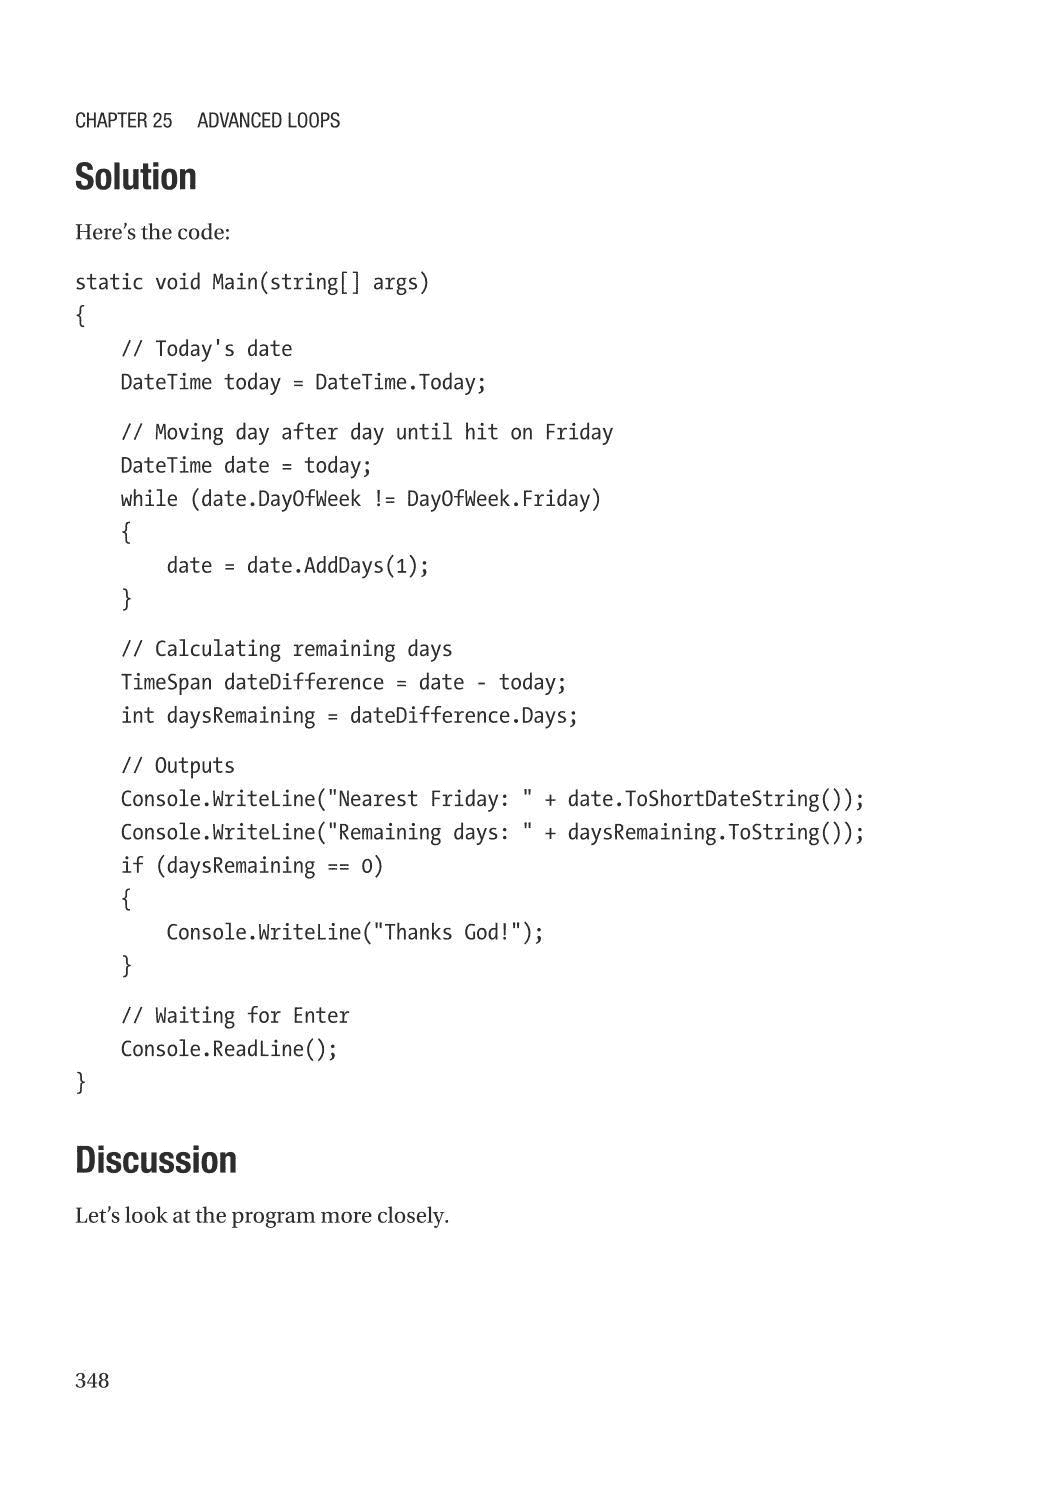 CHAPTER 25 ADVANCED LOOPS
Solution
Here’s the code:
static void Main(string[] args)
{
    // Today's date
    DateTime today = DateTime.Today;
    // Moving day after day until hit on Friday
    DateTime date = today;
    while (date.DayOfWeek != DayOfWeek.Friday)
    {
        date = date.AddDays(1);
    }
    // Calculating remaining days
    TimeSpan dateDifference = date - today;
    int daysRemaining = dateDifference.Days;
    // Outputs
    Console.WriteLine("Nearest Friday: " + date.ToShortDateString());
    Console.WriteLine("Remaining days: " + daysRemaining.ToString());
    if (daysRemaining == 0)
    {
        Console.WriteLine("Thanks God!");
    }
    // Waiting for Enter
    Console.ReadLine();
}
Discussion
Let’s look at the program more closely.
348